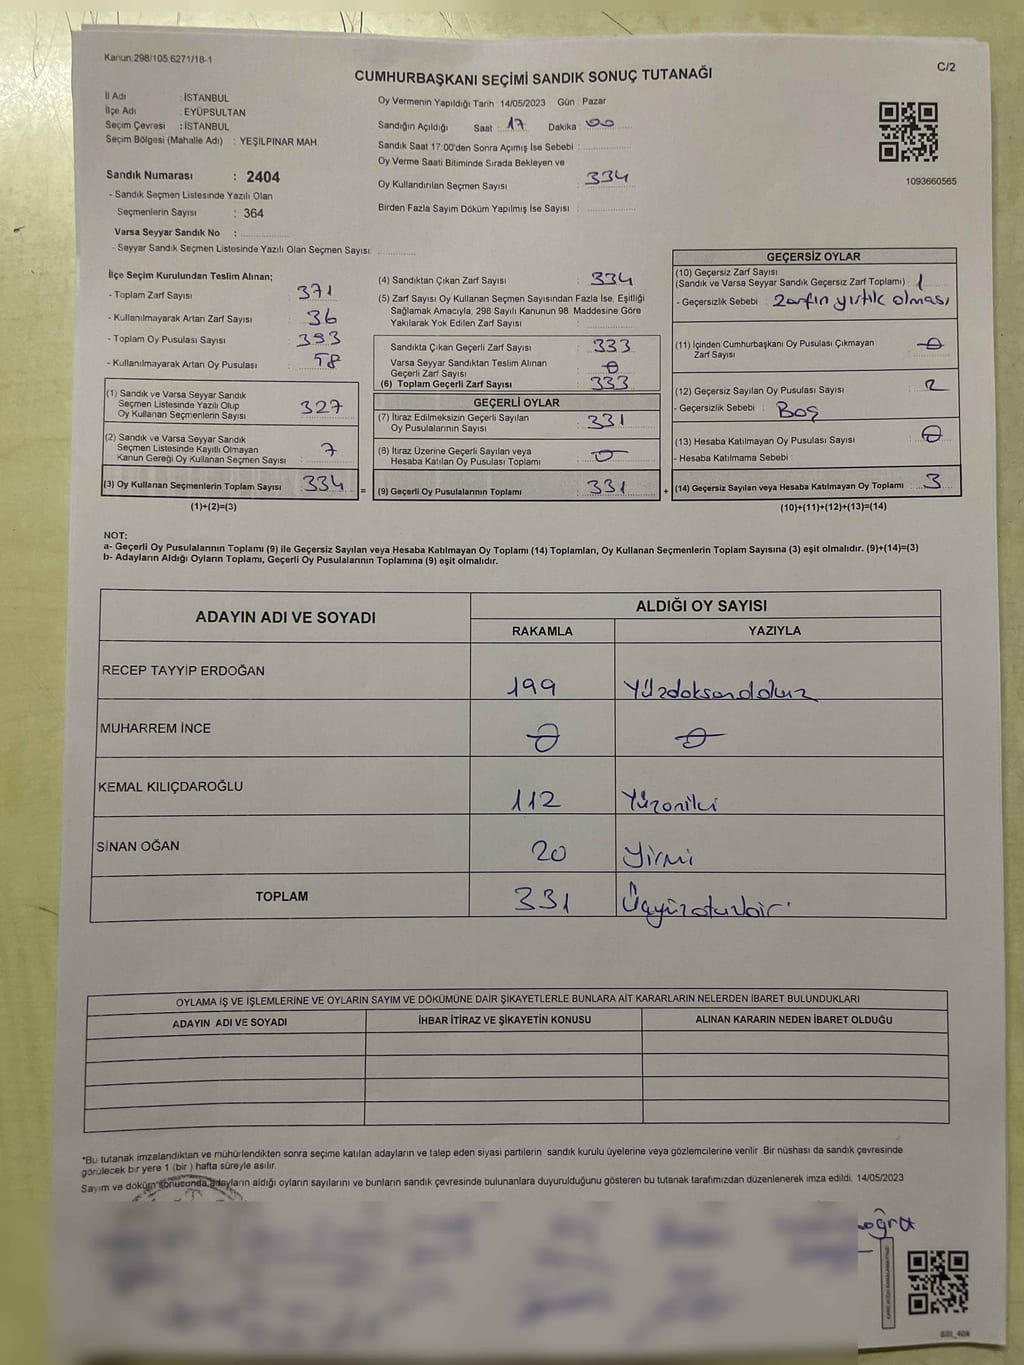 Kanun.298/105.6271/18-1
C/2
CUMHURBAŞKANI SEÇİMİ SANDIK SONUÇ TUTANAĞI
İl Adı : İSTANBUL
İlçe Adı : EYÜPSULTAN
Seçim Çevresi : İSTANBUL
Seçim Bölgesi (Mahalle Adı) : YEŞİLPINAR MAH.
Sandık Numarası : 2404
- Sandık Seçmen Listesinde Yazılı Olan
Seçmenlerin Sayısı : 364
Varsa Seyyar Sandık No :
- Seyyar Sandık Seçmen Listesinde Yazılı Olan Seçmen Sayısı:
Oy Vermenin Yapıldığı Tarih : 14/05/2023 Gün : Pazar
Sandığın Açıldığı Saat : 17 Dakika : 00
Sandık Saat 17:00'den Sonra Açımış İse Sebebi :
Oy Verme Saati Bitiminde Sırada Bekleyen ve
Oy Kullandırılan Seçmen Sayısı : 334
Birden Fazla Sayım Döküm Yapılmış İse Sayısı :
1093660565
İlçe Seçim Kurulundan Teslim Alınan;
- Toplam Zarf Sayısı : 371
- Kullanılmayarak Artan Zarf Sayısı : 36
- Toplam Oy Pusulası Sayısı : 393
- Kullanılmayarak Artan Oy Pusulası : 58
(1) Sandık ve Varsa Seyyar Sandık
Seçmen Listesinde Yazılı Olup
Oy Kullanan Seçmenlerin Sayısı : 327
(2) Sandık ve Varsa Seyyar Sandık
Seçmen Listesinde Kayıtlı Olmayan
Kanun Gereği Oy Kullanan Seçmen Sayısı : 7
(3) Oy Kullanan Seçmenlerin Toplam Sayısı : 334
(1)+(2)=(3)
(4) Sandıktan Çıkan Zarf Sayısı : 334
(5) Zarf Sayısı Oy Kullanan Seçmen Sayısından Fazla İse, Eşitliği
Sağlamak Amacıyla, 298 Sayılı Kanunun 98. Maddesine Göre
Yakılarak Yok Edilen Zarf Sayısı :
Sandıkta Çıkan Geçerli Zarf Sayısı : 333
Varsa Seyyar Sandıktan Teslim Alınan
Geçerli Zarf Sayısı : 0
(6) Toplam Geçerli Zarf Sayısı : 333
GEÇERLİ OYLAR
(7) İtiraz Edilmeksizin Geçerli Sayılan
Oy Pusulalarının Sayısı : 331
(8) İtiraz Üzerine Geçerli Sayılan veya
Hesaba Katılan Oy Pusulası Toplamı : 0
= (9) Geçerli Oy Pusulalarının Toplamı : 331
GEÇERSİZ OYLAR
(10) Geçersiz Zarf Sayısı
(Sandık ve Varsa Seyyar Sandık Geçersiz Zarf Toplamı) : 1
- Geçersizlik Sebebi : Zarfın yırtık olması
(11) İçinden Cumhurbaşkanı Oy Pusulası Çıkmayan
Zarf Sayısı : 0
(12) Geçersiz Sayılan Oy Pusulası Sayısı : 2
- Geçersizlik Sebebi : Boş
(13) Hesaba Katılmayan Oy Pusulası Sayısı : 0
- Hesaba Katılmama Sebebi :
+ (14) Geçersiz Sayılan veya Hesaba Katılmayan Oy Toplamı : 3
(10)+(11)+(12)+(13)=(14)
NOT:
a- Geçerli Oy Pusulalarının Toplamı (9) ile Geçersiz Sayılan veya Hesaba Katılmayan Oy Toplamı (14) Toplamları, Oy Kullanan Seçmenlerin Toplam Sayısına (3) eşit olmalıdır. (9)+(14)=(3)
b- Adayların Aldığı Oyların Toplamı, Geçerli Oy Pusulalarının Toplamına (9) eşit olmalıdır.
ADAYIN ADI VE SOYADI ALDIĞI OY SAYISI
RAKAMLA YAZIYLA
RECEP TAYYİP ERDOĞAN 199 Yüzdoksandokuz
MUHARREM İNCE 0 0
KEMAL KILIÇDAROĞLU 112 Yüzoniki
SİNAN OĞAN 20 Yirmi
TOPLAM 331 Üçyüzotuzbir
OYLAMA İŞ VE İŞLEMLERİNE VE OYLARIN SAYIM VE DÖKÜMÜNE DAİR ŞİKAYETLERLE BUNLARA AİT KARARLARIN NELERDEN İBARET BULUNDUKLARI
ADAYIN ADI VE SOYADI İHBAR İTİRAZ VE ŞİKAYETİN KONUSU ALINAN KARARIN NEDEN İBARET OLDUĞU
*Bu tutanak imzalandıktan ve mühürlendikten sonra seçime katılan adayların ve talep eden siyasi partilerin sandık kurulu üyelerine veya gözlemcilerine verilir. Bir nüshası da sandık çevresinde
görülecek bir yere 1 (bir) hafta süreyle asılır.
Sayım ve döküm sonucunda adayların aldığı oyların sayılarını ve bunların sandık çevresinde bulunanlara duyurulduğunu gösteren bu tutanak tarafımızdan düzenlenerek imza edildi. 14/05/2023